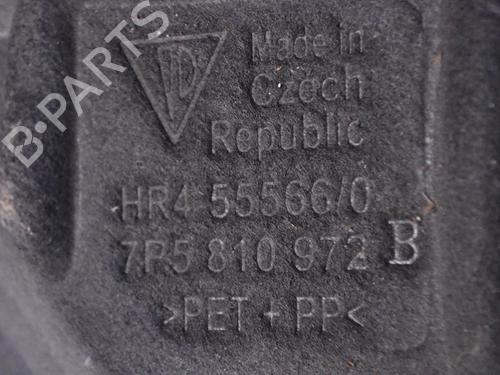 B·PARTS
Made in
Czech
Republic
HR4 55566/0
7P5 810 972 B
>PET + PP<